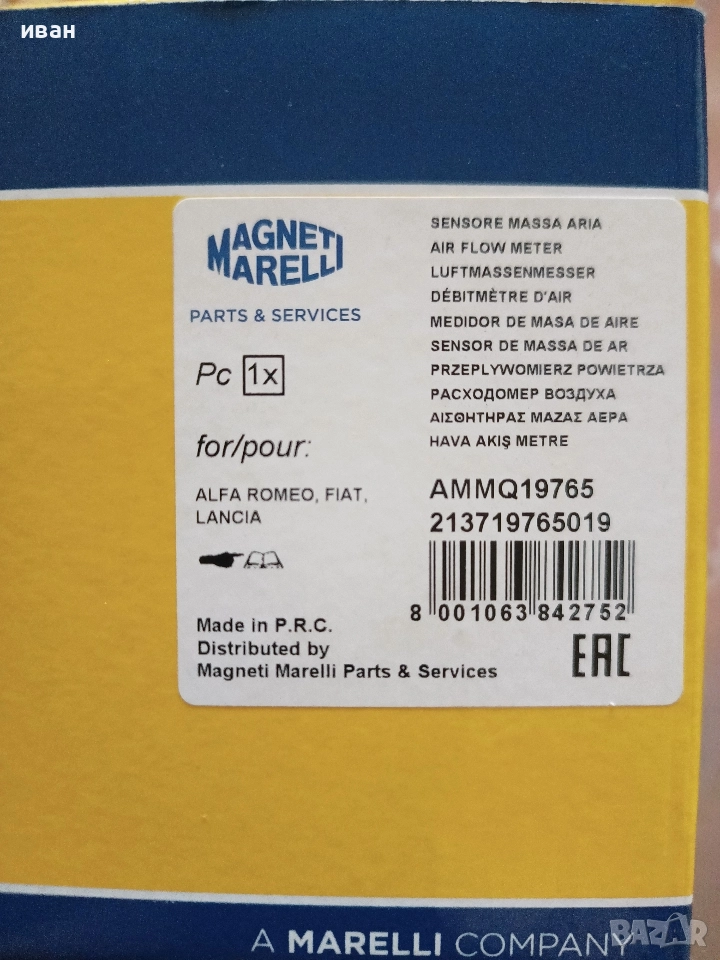 иван
MAGNETI
MARELLI
PARTS & SERVICES
Pc 1x
for/pour:
ALFA ROMEO, FIAT,
LANCIA
SENSORE MASSA ARIA
AIR FLOW METER
LUFTMASSENMESSER
DÉBITMÈTRE D'AIR
MEDIDOR DE MASA DE AIRE
SENSOR DE MASSA DE AR
PRZEPLYWOMIERZ POWIETRZA
РАСХОДОМЕР ВОЗДУХА
ΑΙΣΘΗΤΗΡΑΣ ΜΑΖΑΣ ΑΕΡΑ
HAVA AKIŞ METRE
AMMQ19765
213719765019
8 001063 842752
Made in P.R.C.
Distributed by
Magneti Marelli Parts & Services
EAC
A MARELLI COMPANY
BAZAR